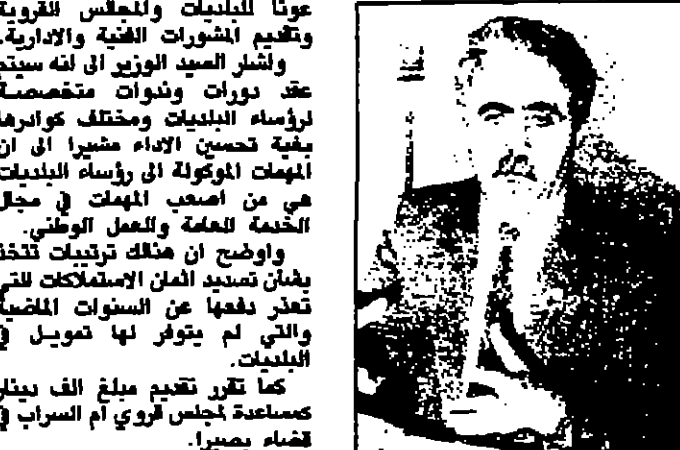 عونا للبلديات والمجالس القروية
وتقديم المشورات الفنية والادارية.
واشار السيد الوزير الى انه سيتم
عقد دورات وندوات متخصصة
لرؤساء البلديات ومختلف كوادرها
بغية تحسين الاداء مشيرا الى ان
المهمات الموكولة الى رؤساء البلديات
هي من اصعب المهمات في مجال
الخدمة العامة والعمل الوطني.
واوضح ان هنالك ترتيبات تتخذ
بشأن تسديد اثمان الاستملاكات التي
تعذر دفعها عن السنوات الماضية
والتي لم يتوفر لها تمويل في
البلديات.
كما تقرر تقديم مبلغ الف دينار
كمساعدة لمجلس قروي ام السراب في
قضاء بصيرا.